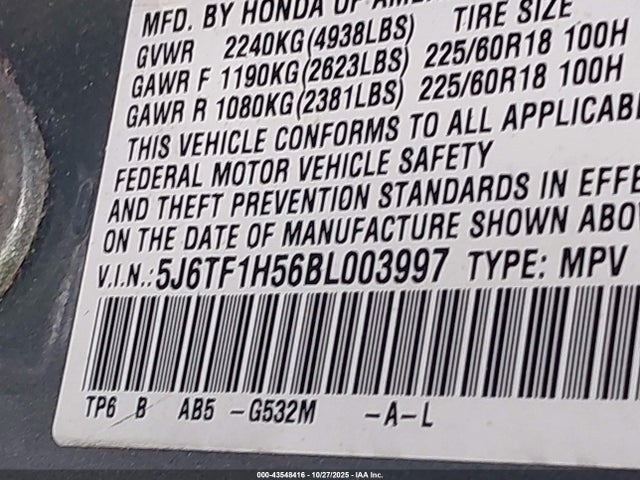 MFD. BY HONDA OF
TIRE SIZE
GVWR 2240KG(4938LBS)
GAWR F 1190KG(2623LBS) 225/60R18 100H
GAWR R 1080KG(2381LBS) 225/60R18 100H
THIS VEHICLE CONFORMS TO ALL
FEDERAL MOTOR VEHICLE SAFETY
AND THEFT PREVENTION STANDARDS IN
ON THE DATE OF MANUFACTURE SHOWN
V.I.N.: 5J6TF1H56BL003997 TYPE: MPV
TP6 B AB5 -G532M -A-L
000-43548416 - 10/27/2025 - IAA Inc.